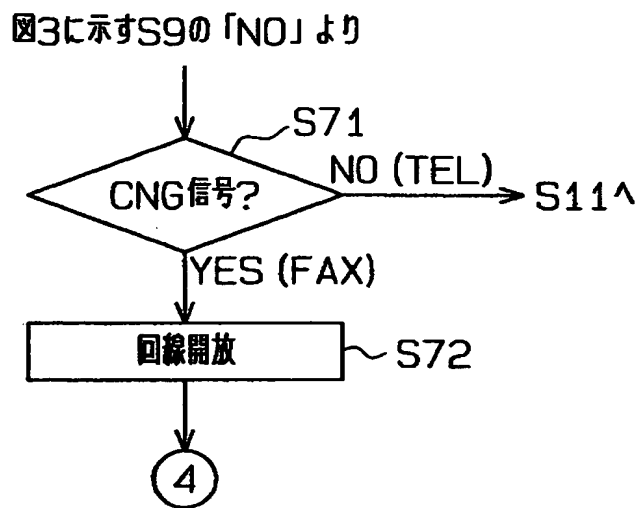 図3に示すS9の「NO」より
S71
CNG信号?
NO (TEL)
S11へ
YES (FAX)
回線開放
S72
4